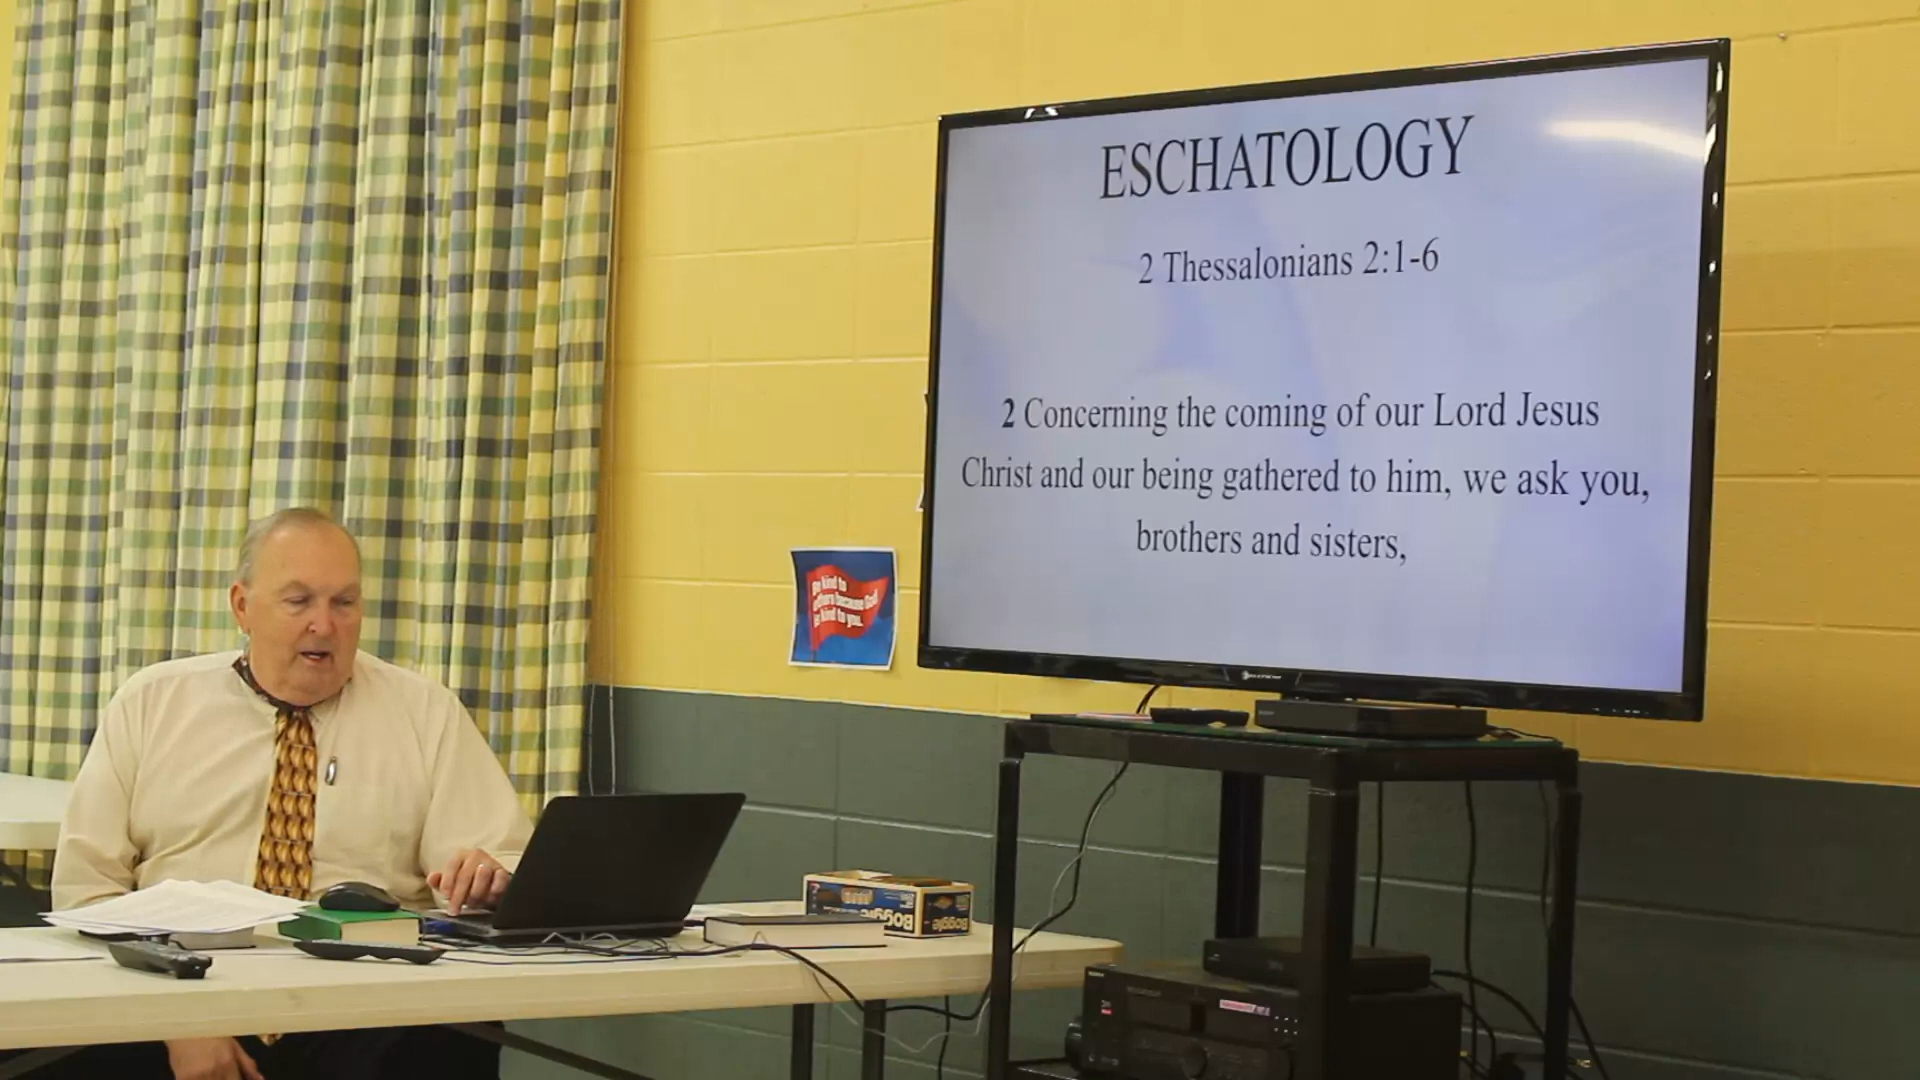 ESCHATOLOGY
2 Thessalonians 2:1-6
2 Concerning the coming of our Lord Jesus
Christ and our being gathered to him, we ask you,
brothers and sisters,
Be kind to
others because God
is kind to you.
BOGGLE
Boggle